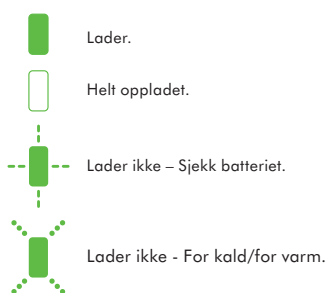 Lader.
Helt oppladet.
Lader ikke – Sjekk batteriet.
Lader ikke - For kald/for varm.